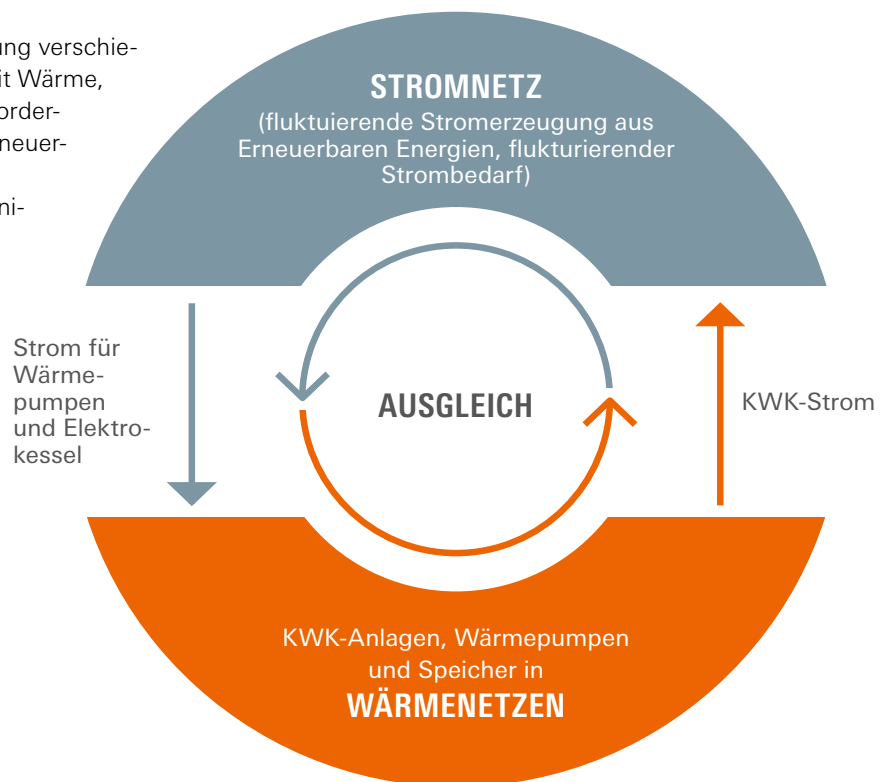 ung verschie-
it Wärme,
order-
neuer-
ni-
STROMNETZ
(fluktuierende Stromerzeugung aus
Erneuerbaren Energien, flukturierender
Strombedarf)
Strom für
Wärme-
pumpen
und Elektro-
kessel
AUSGLEICH
KWK-Strom
KWK-Anlagen, Wärmepumpen
und Speicher in
WÄRMENETZEN